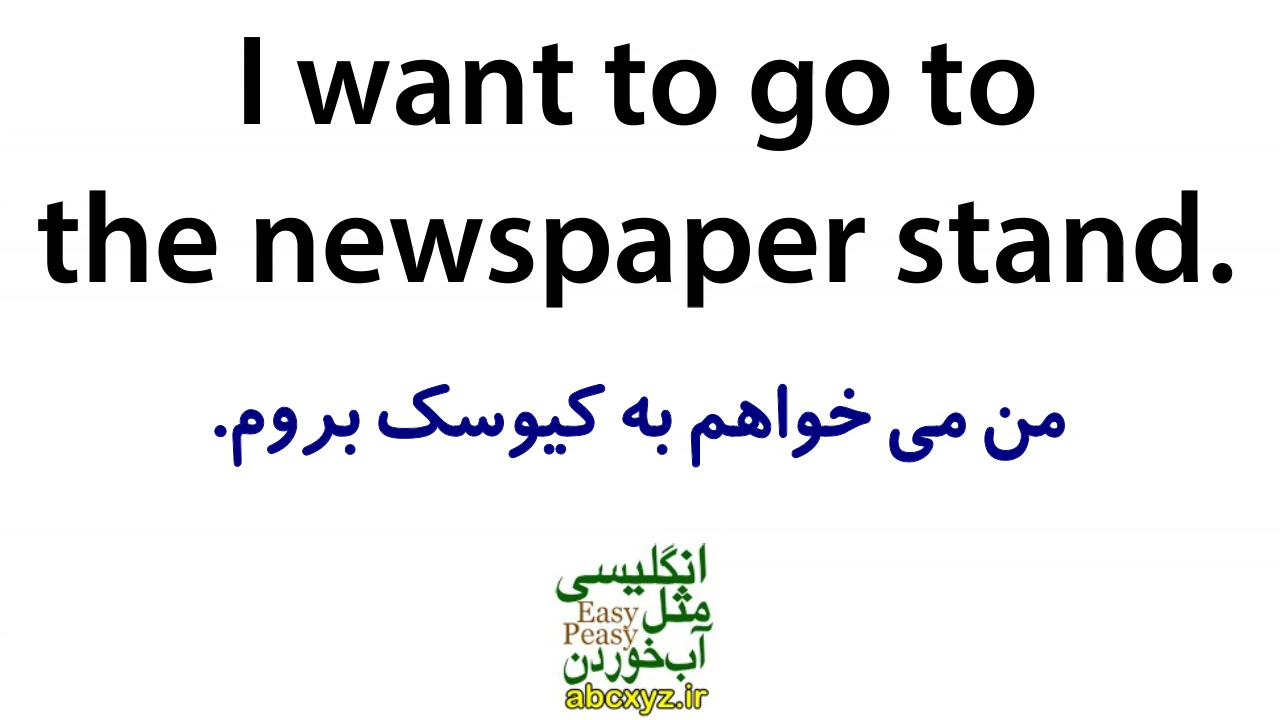 I want to go to
the newspaper stand.
من می خواهم به کیوسک بروم.
انگلیسی
مثل
Easy
Peasy
آب‌خوردن
abcxyz.ir